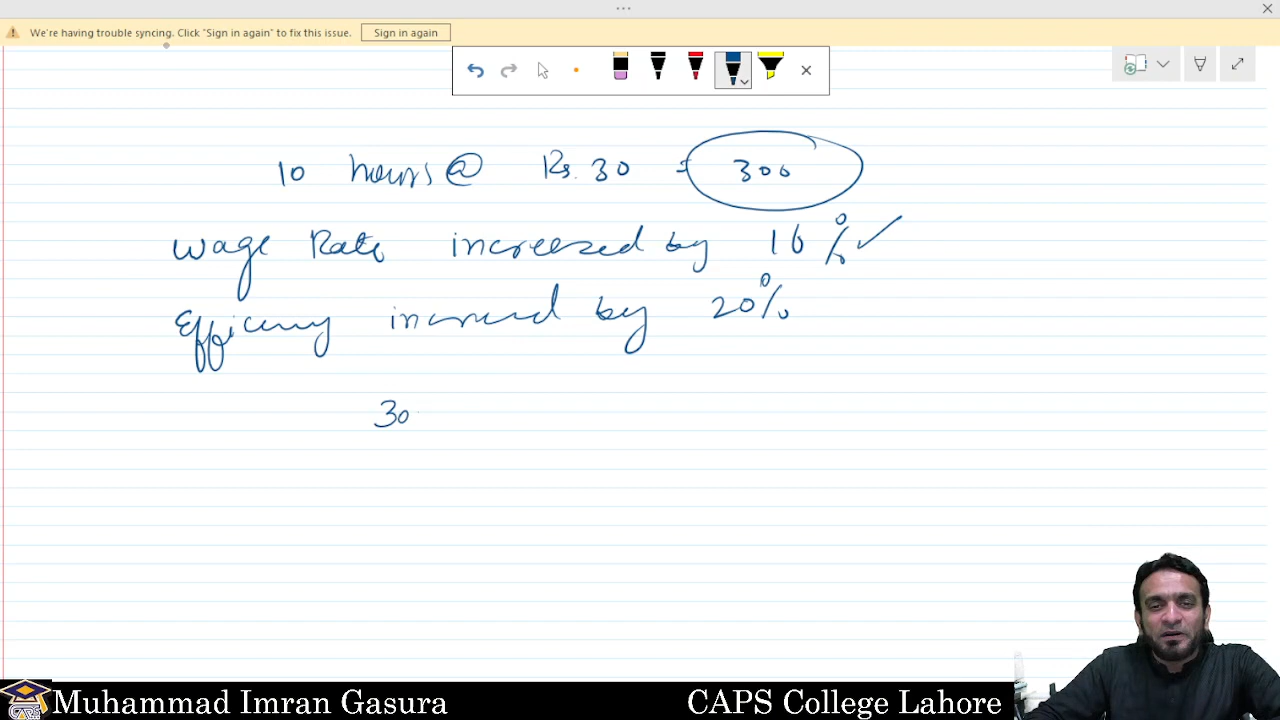 We're having trouble syncing. Click "Sign in again" to fix this issue. Sign in again
10 hours @ Rs. 30 = 300
Wage Rate increased by 16%
Efficiency increased by 20%
30
Muhammad Imran Gasura CAPS College Lahore